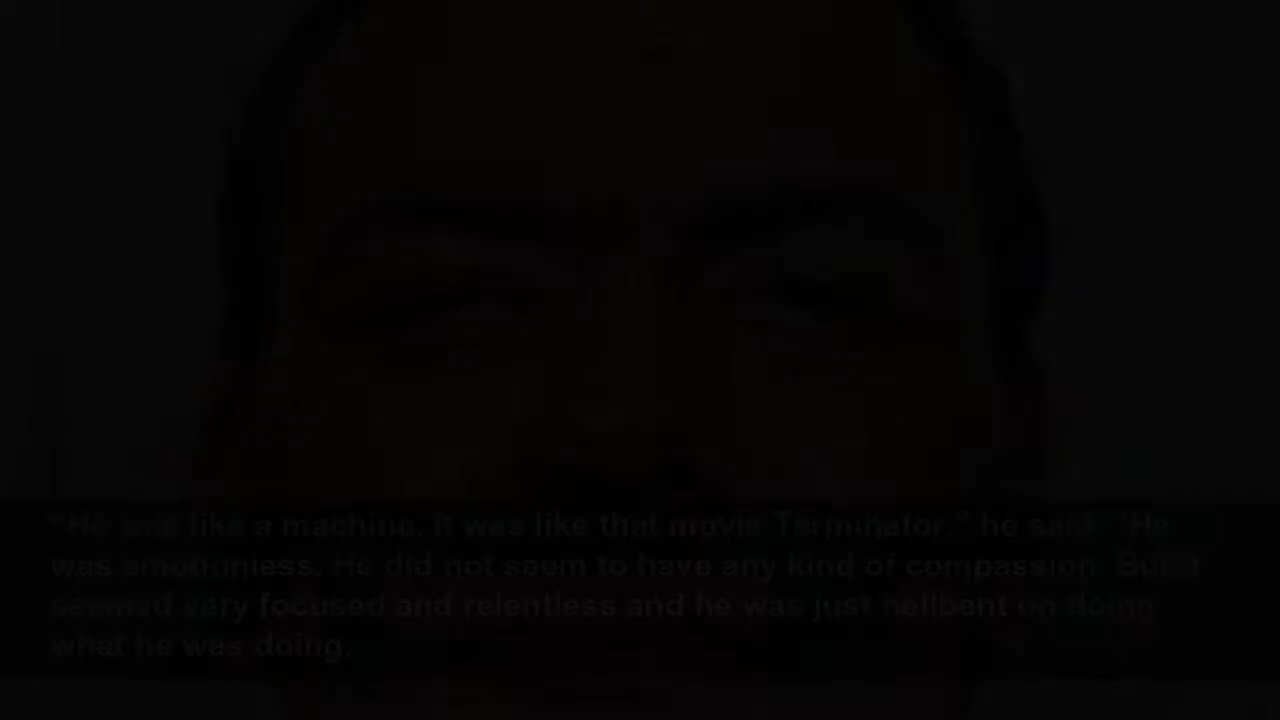 "He was like a machine. It was like that movie Terminator." he said. "He
was emotionless. He did not seem to have any kind of compassion. But it
seemed very focused and relentless and he was just hellbent on doing
what he was doing.